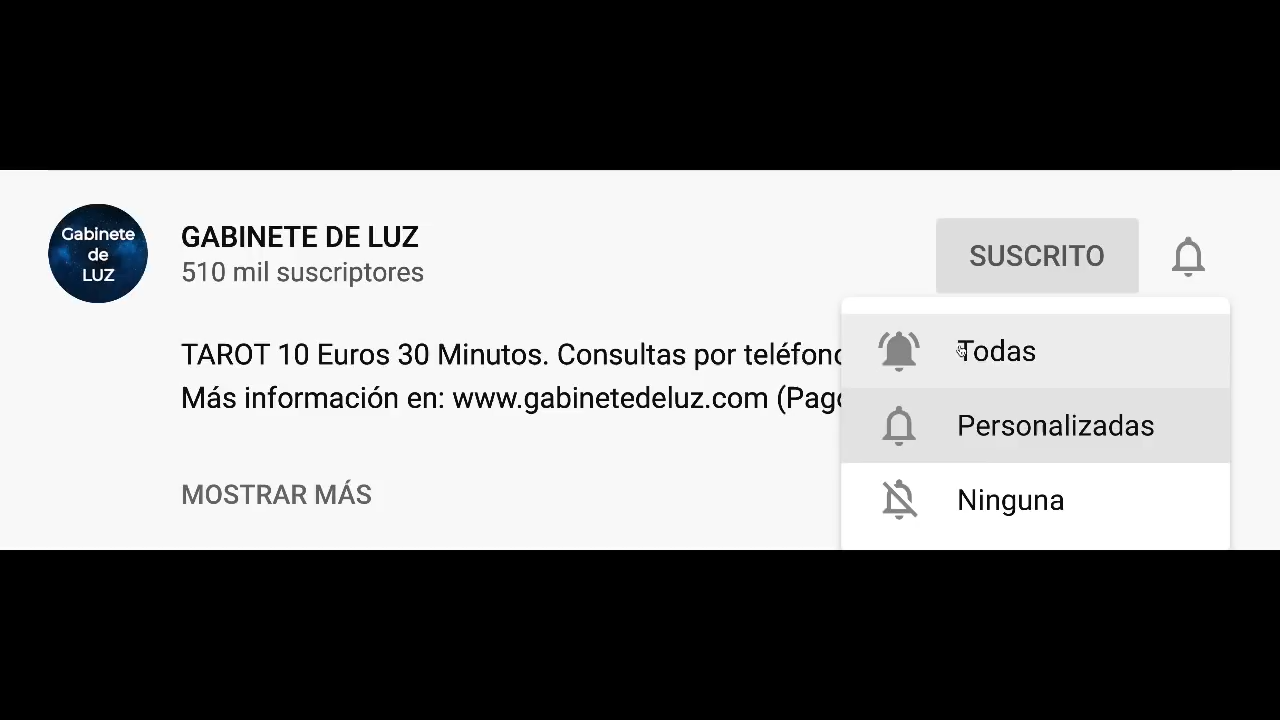 Gabinete
de
LUZ
GABINETE DE LUZ
510 mil suscriptores
SUSCRITO
TAROT 10 Euros 30 Minutos. Consultas por teléfono
Más información en: www.gabinetedeluz.com (Pago
MOSTRAR MÁS
Todas
Personalizadas
Ninguna